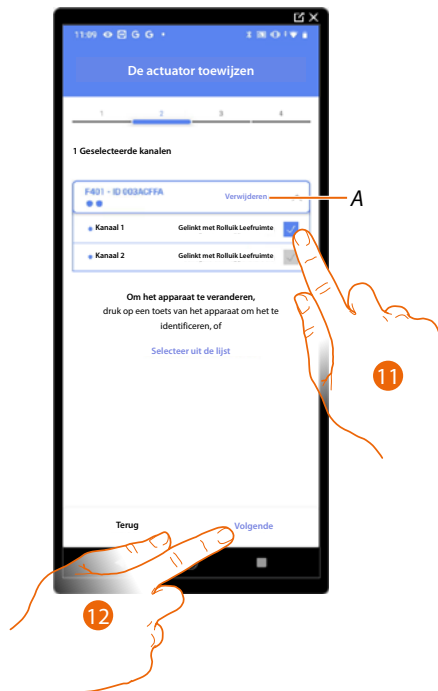 11:09 G G
De actuator toewijzen
1 2 3 4
1 Geselecteerde kanalen
F401 - ID 003ACFFA
Verwijderen
A
Kanaal 1 Gelinkt met Rolluik Leefruimte
Kanaal 2 Gelinkt met Rolluik Leefruimte
Om het apparaat te veranderen,
druk op een toets van het apparaat om het te
identificeren, of
Selecteer uit de lijst
11
Terug Volgende
12